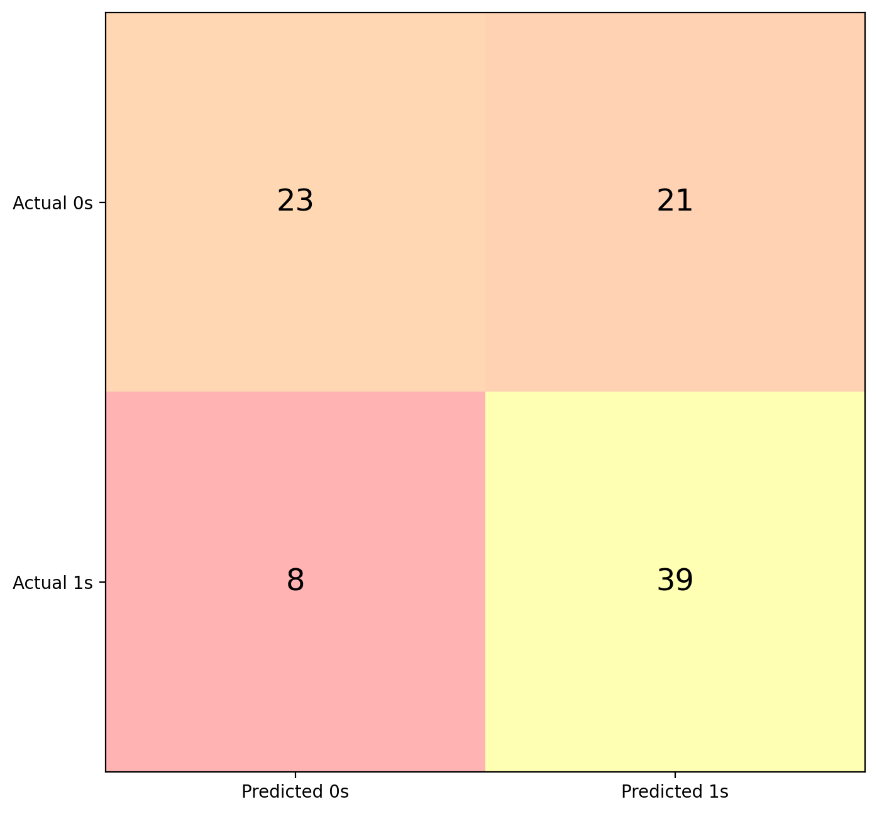 Actual 0s
23
21
Actual 1s
8
39
Predicted 0s
Predicted 1s